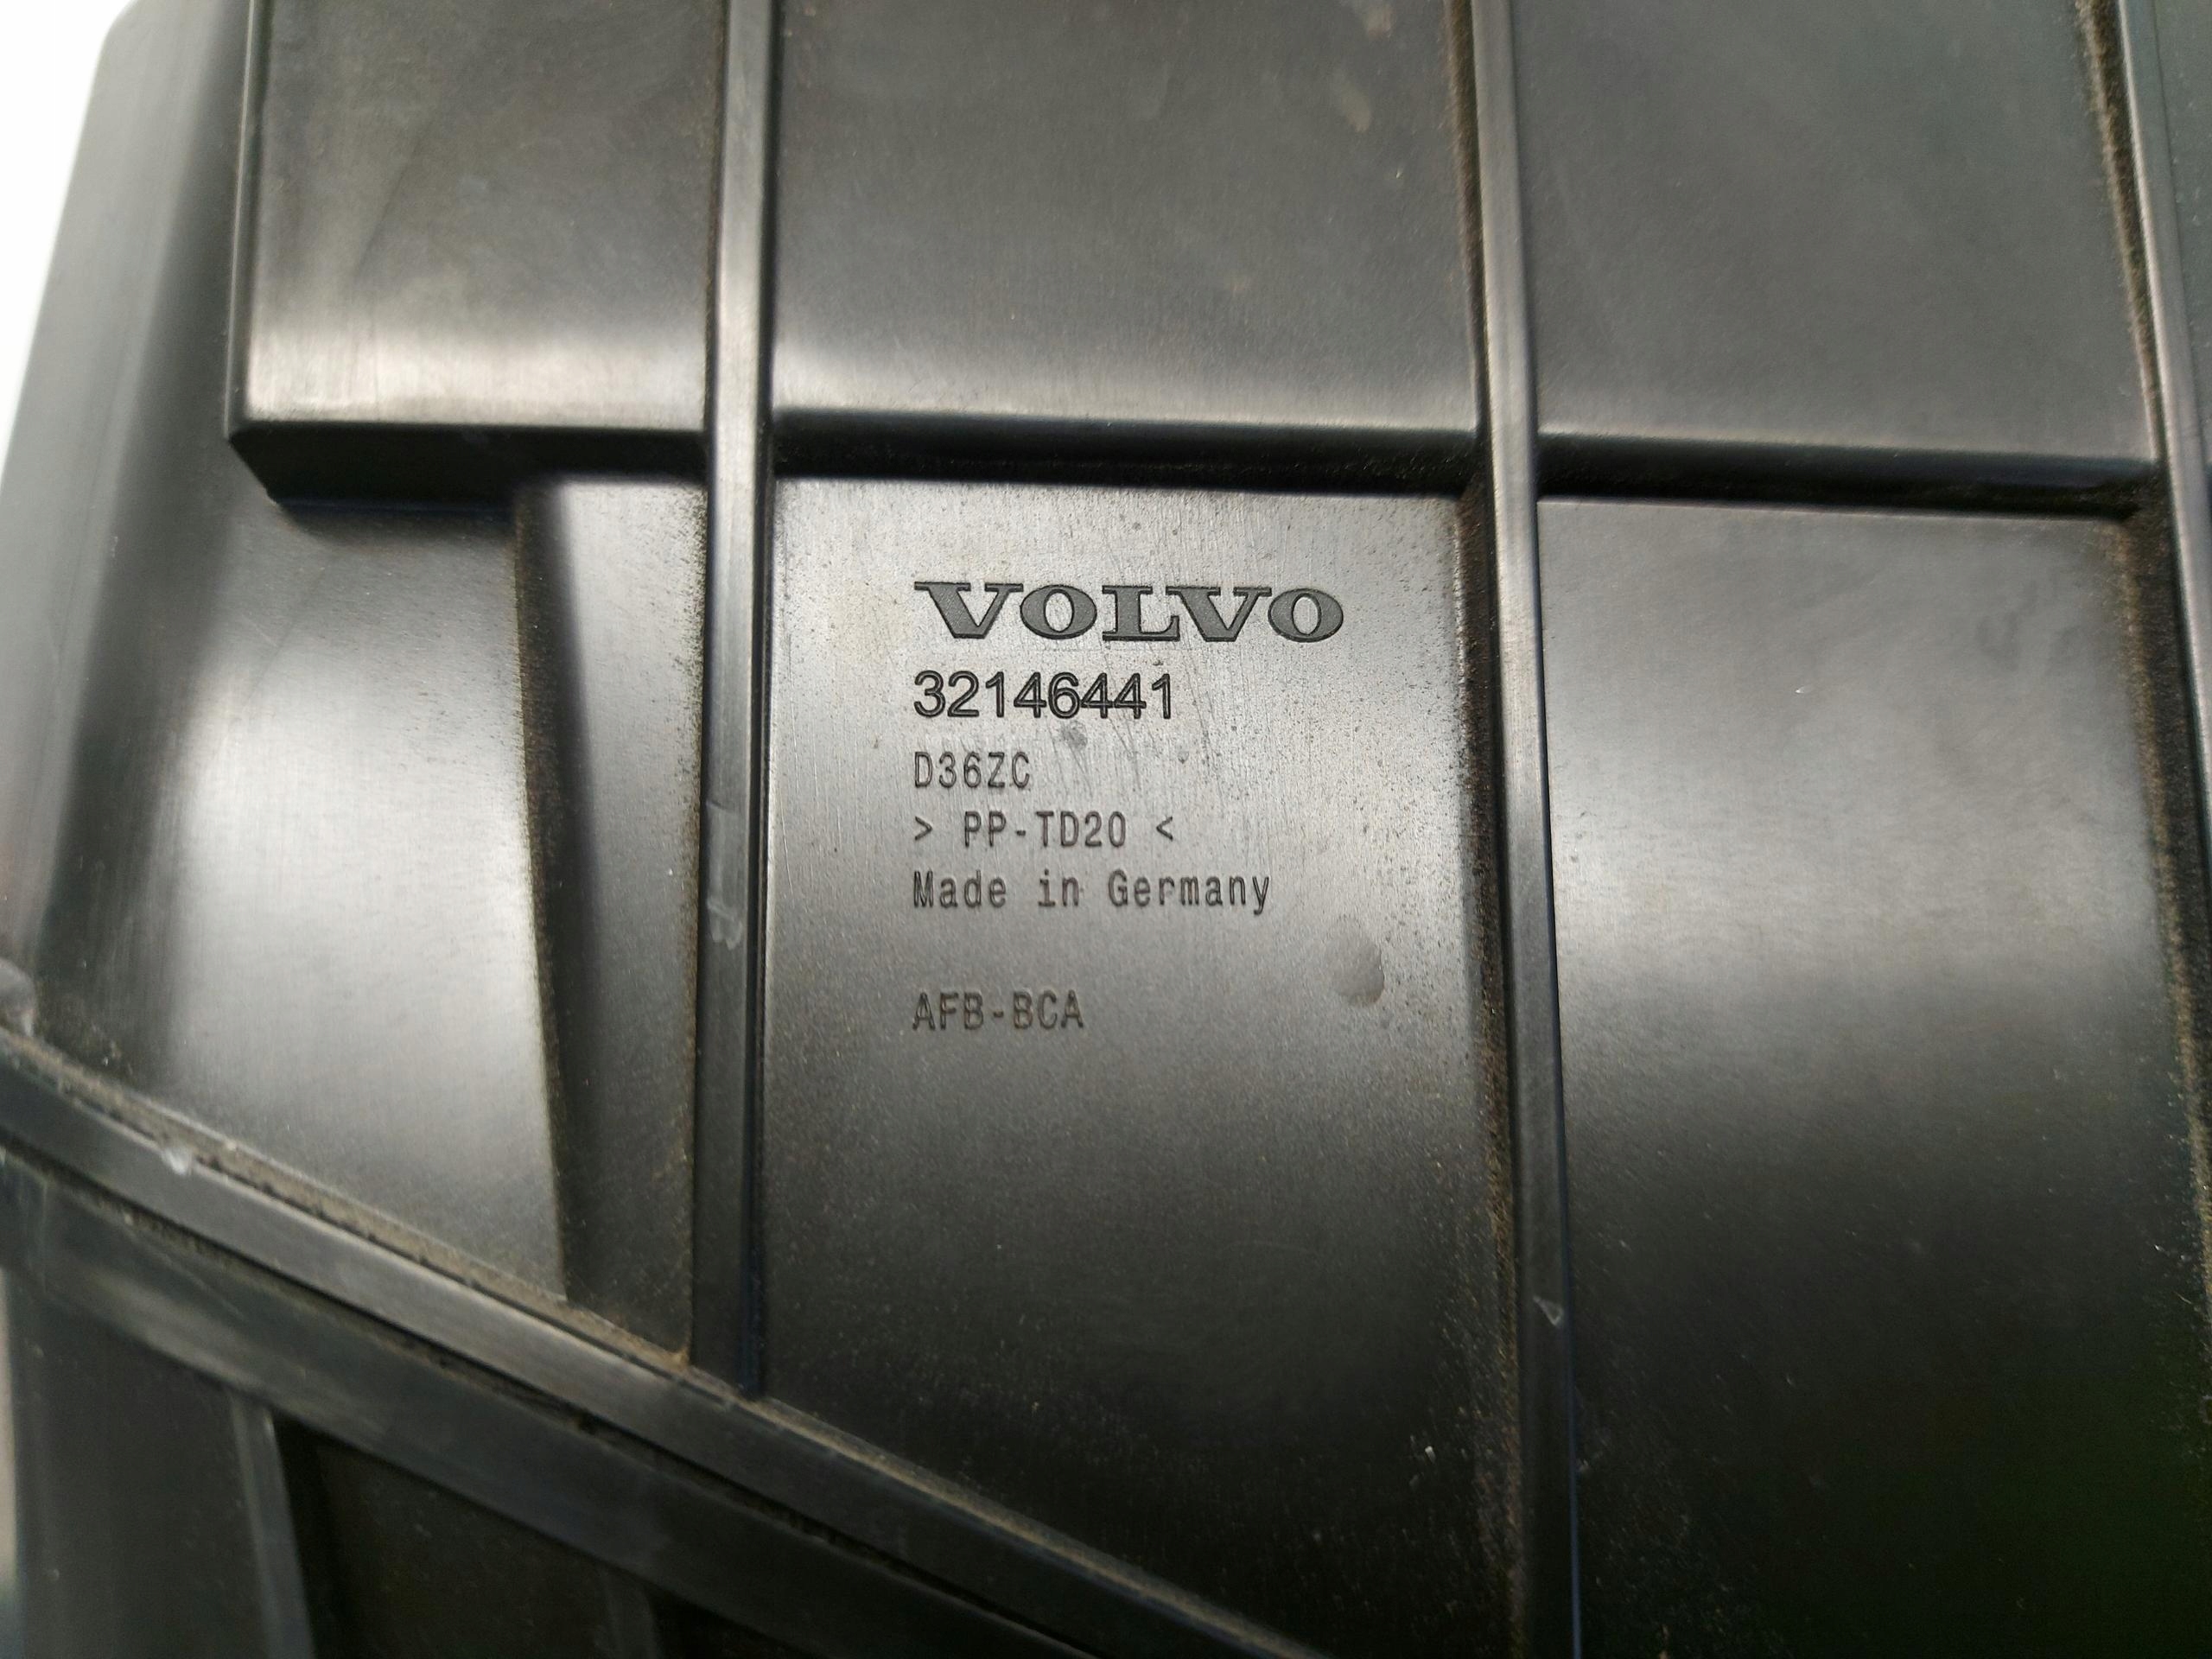 VOLVO
32146441
D36ZC
> PP-TD20 <
Made in Germany
AFB-BCA